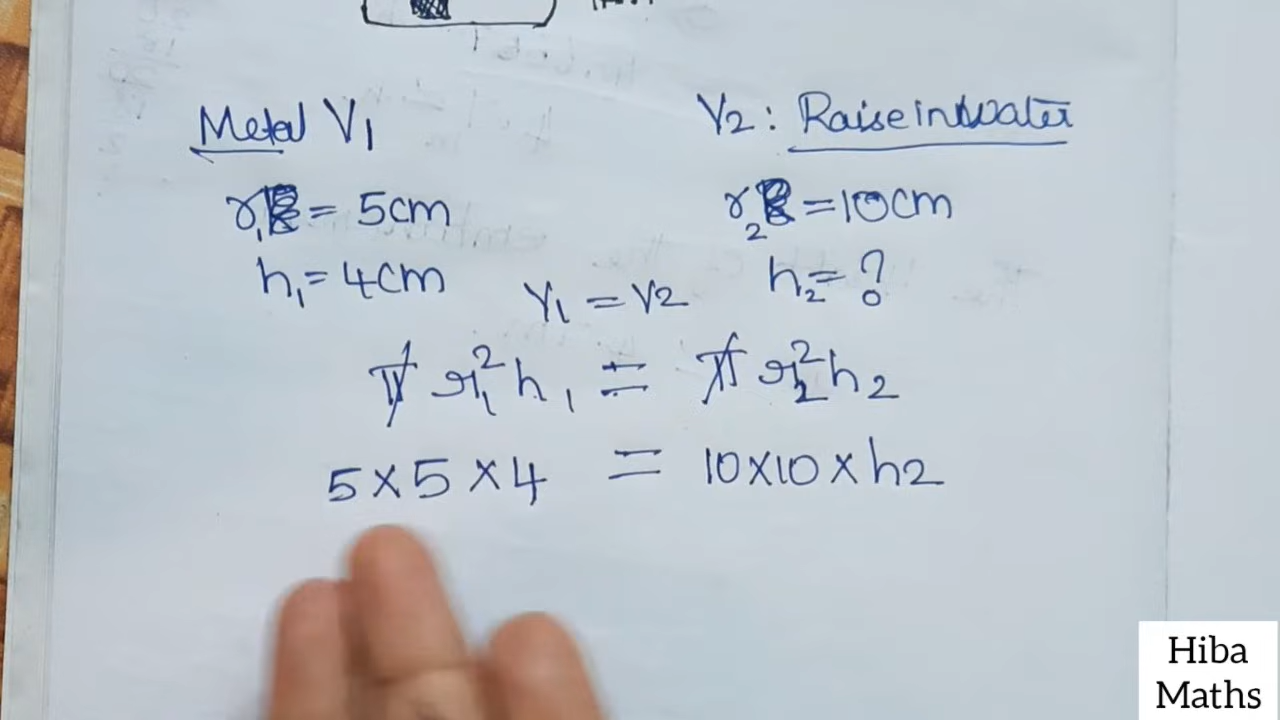 Metal V1
V2: Raise in water
r1 = 5cm
r2 = 10cm
h1 = 4cm
h2 = ?
V1 = V2
π r1² h1 = π r2² h2
5 × 5 × 4 = 10 × 10 × h2
Hiba
Maths